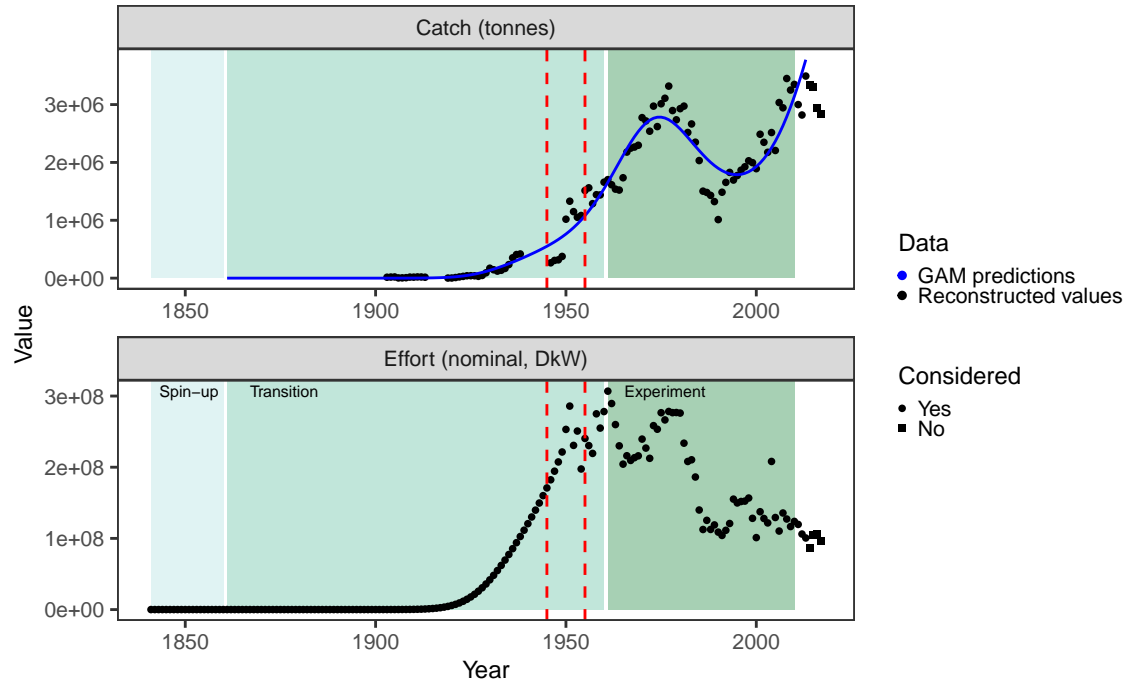 Catch (tonnes)
3e+06
2e+06
1e+06
0e+00
1850 1900 1950 2000
Value
Effort (nominal, DkW)
Spin−up Transition Experiment
3e+08
2e+08
1e+08
0e+00
1850 1900 1950 2000
Year
Data
GAM predictions
Reconstructed values
Considered
Yes
No